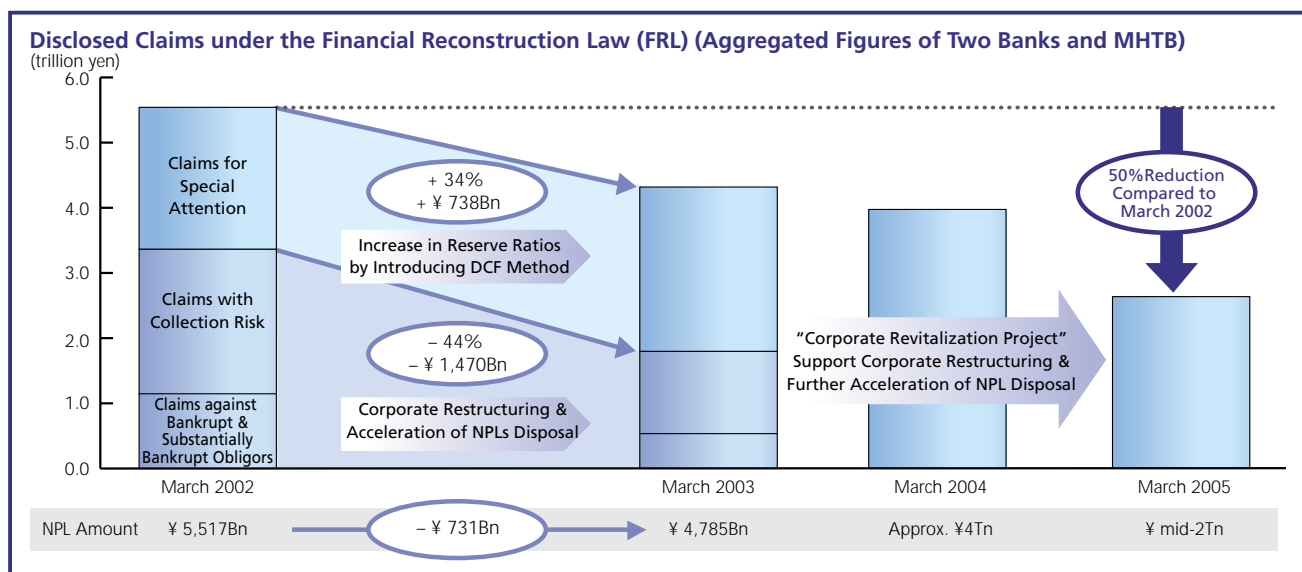 Disclosed Claims under the Financial Reconstruction Law (FRL) (Aggregated Figures of Two Banks and MHTB)
(trillion yen)
6.0
5.0
4.0
3.0
2.0
1.0
0.0
Claims for
Special
Attention
Claims with
Collection Risk
Claims against
Bankrupt &
Substantially
Bankrupt Obligors
+ 34%
+ ¥ 738Bn
Increase in Reserve Ratios
by Introducing DCF Method
– 44%
– ¥ 1,470Bn
Corporate Restructuring &
Acceleration of NPLs Disposal
50%Reduction
Compared to
March 2002
"Corporate Revitalization Project"
Support Corporate Restructuring &
Further Acceleration of NPL Disposal
March 2002
March 2003
March 2004
March 2005
NPL Amount
¥ 5,517Bn
– ¥ 731Bn
¥ 4,785Bn
Approx. ¥4Tn
¥ mid-2Tn